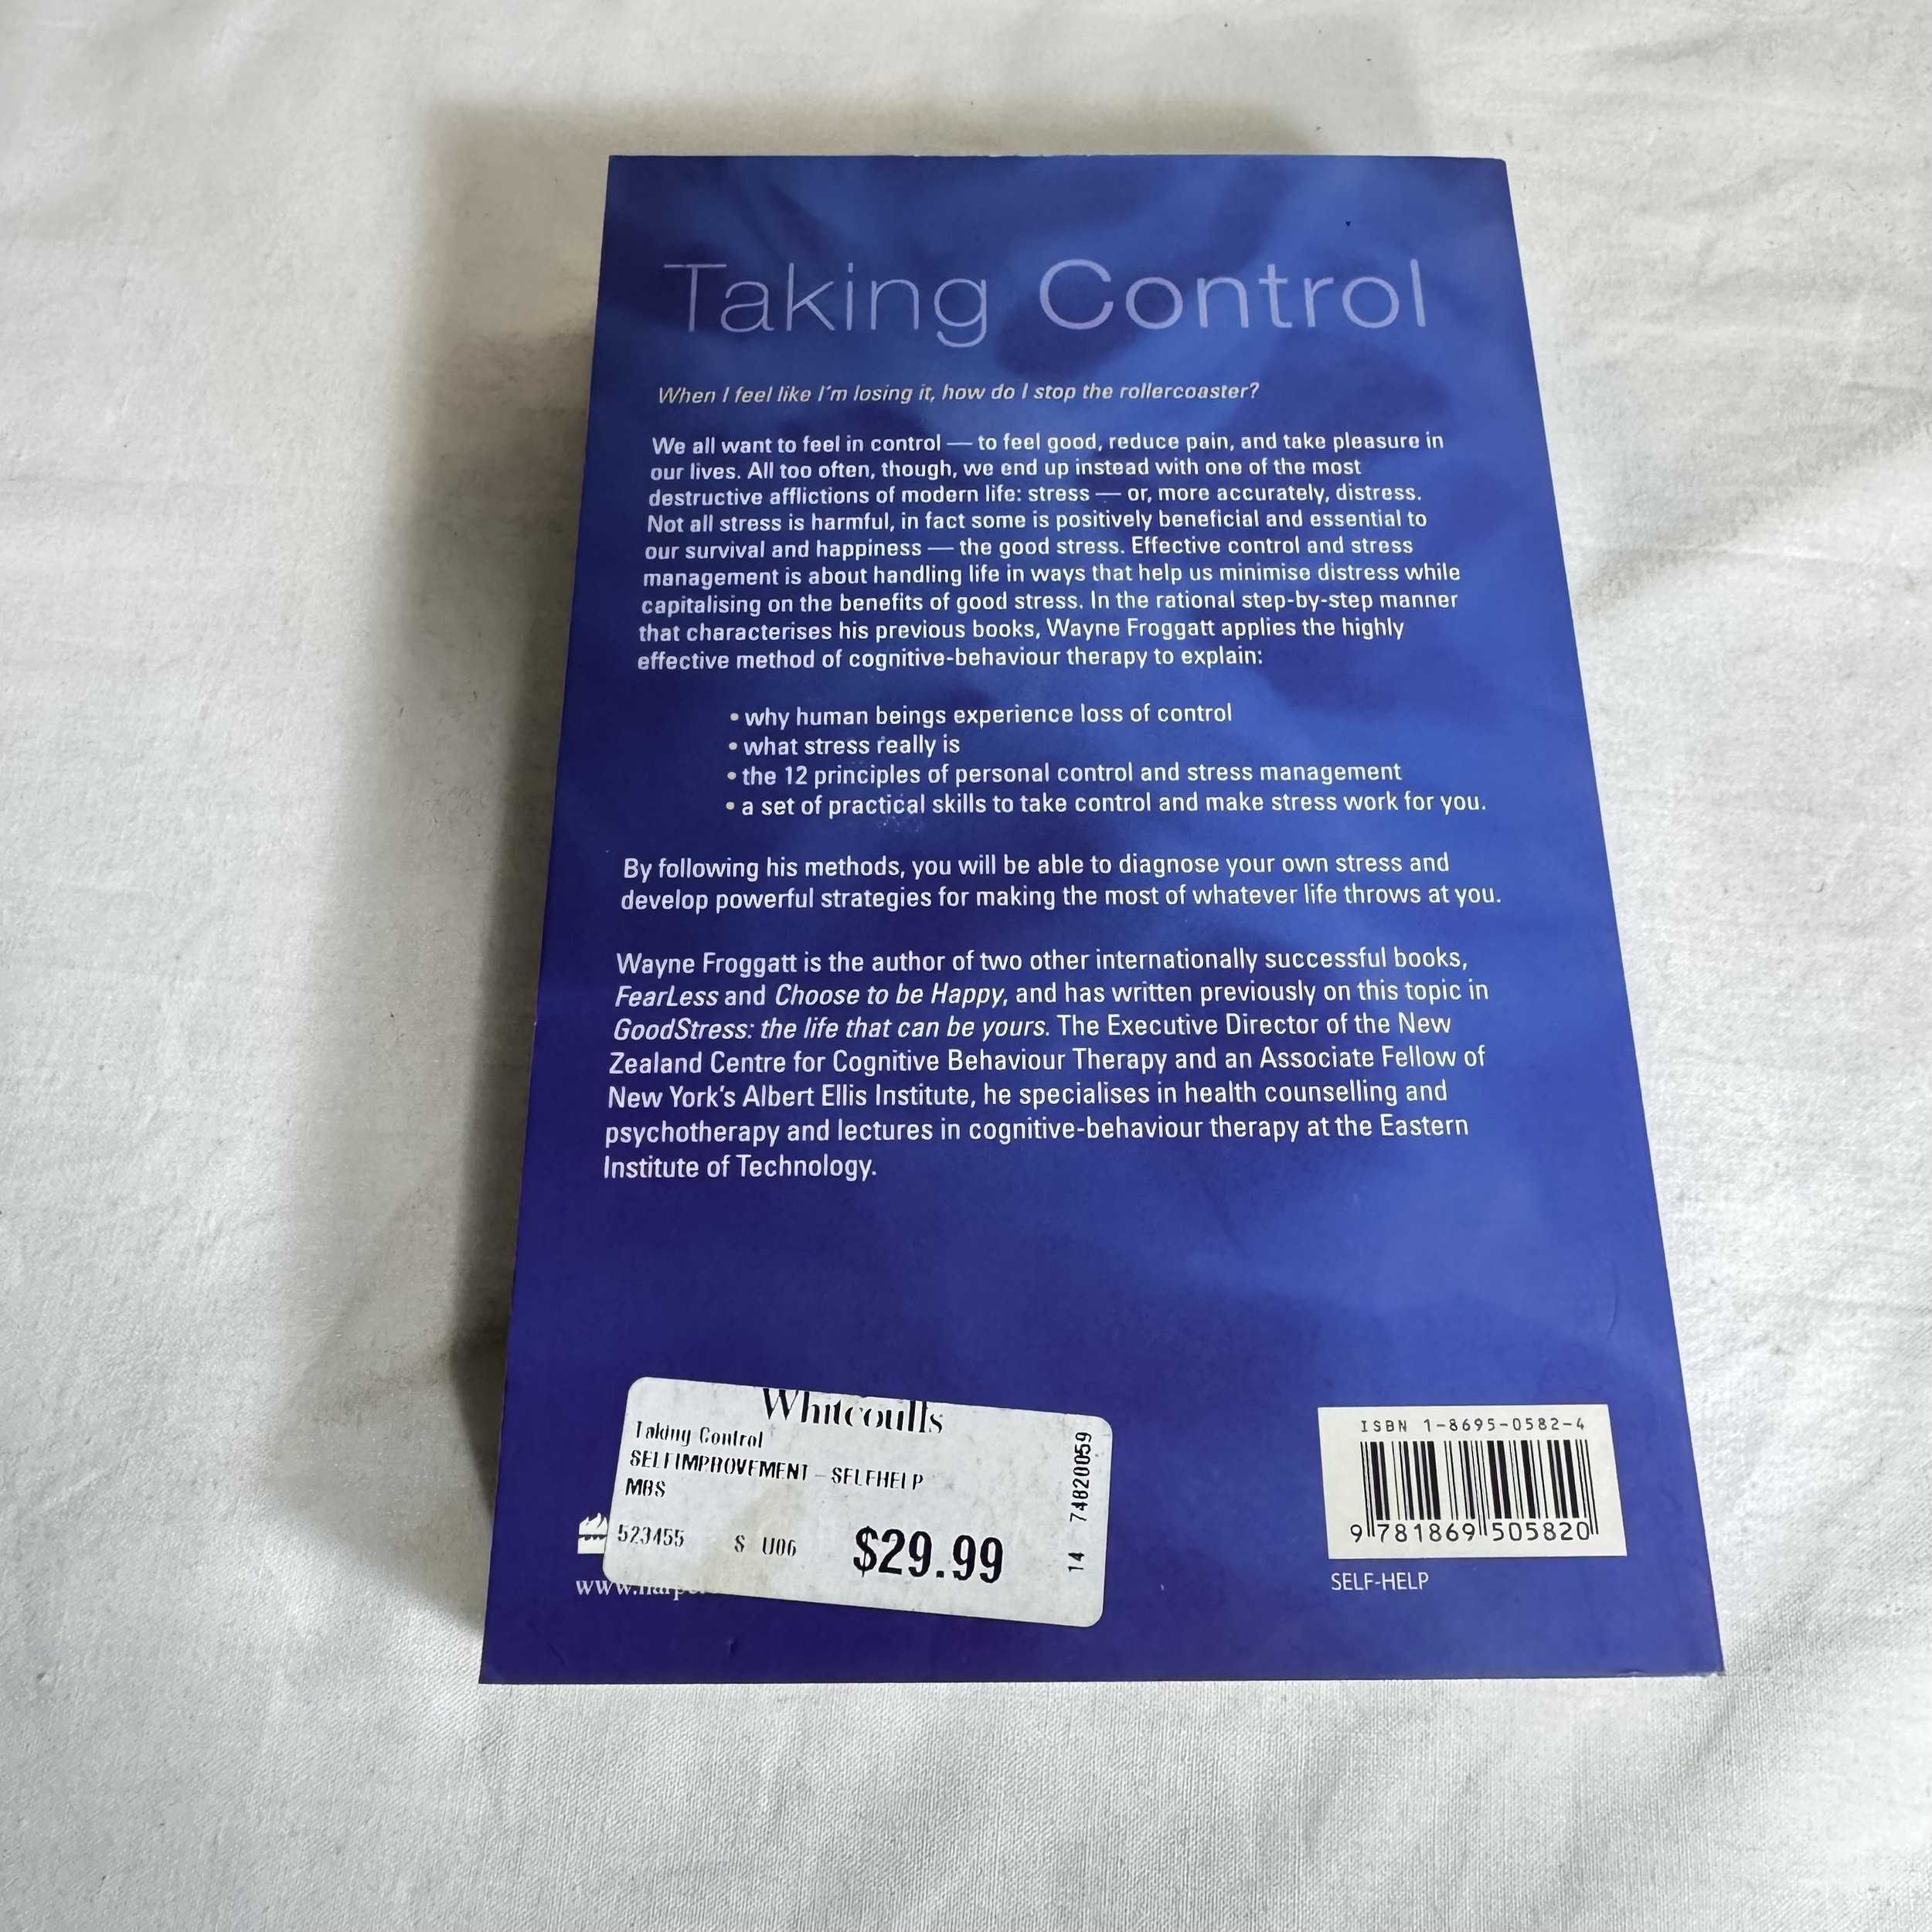 Taking Control
When I feel like I'm losing it, how do I stop the rollercoaster?
We all want to feel in control — to feel good, reduce pain, and take pleasure in
our lives. All too often, though, we end up instead with one of the most
destructive afflictions of modern life: stress — or, more accurately, distress.
Not all stress is harmful, in fact some is positively beneficial and essential to
our survival and happiness — the good stress. Effective control and stress
management is about handling life in ways that help us minimise distress while
capitalising on the benefits of good stress. In the rational step-by-step manner
that characterises his previous books, Wayne Froggatt applies the highly
effective method of cognitive-behaviour therapy to explain:
• why human beings experience loss of control
• what stress really is
• the 12 principles of personal control and stress management
• a set of practical skills to take control and make stress work for you.
By following his methods, you will be able to diagnose your own stress and
develop powerful strategies for making the most of whatever life throws at you.
Wayne Froggatt is the author of two other internationally successful books,
FearLess and Choose to be Happy, and has written previously on this topic in
GoodStress: the life that can be yours. The Executive Director of the New
Zealand Centre for Cognitive Behaviour Therapy and an Associate Fellow of
New York's Albert Ellis Institute, he specialises in health counselling and
psychotherapy and lectures in cognitive-behaviour therapy at the Eastern
Institute of Technology.
Whitcoulls
Taking Control
SELFIMPROVEMENT - SELFHELP
MBS
523455 S U06 $29.99
14 74820059
ISBN 1-8695-0582-4
9 781869 505820
SELF-HELP